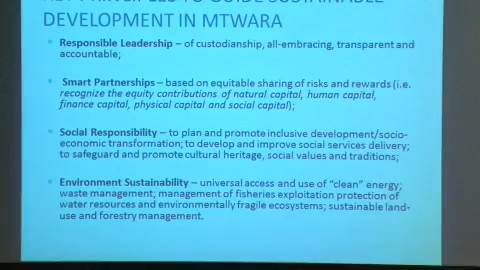 KEY PRINCIPLES TO GUIDE SUSTAINABLE
DEVELOPMENT IN MTWARA
Responsible Leadership – of custodianship, all-embracing, transparent and
accountable;
Smart Partnerships – based on equitable sharing of risks and rewards (i.e.
recognize the equity contributions of natural capital, human capital,
finance capital, physical capital and social capital);
Social Responsibility – to plan and promote inclusive development/socio-
economic transformation; to develop and improve social services delivery;
to safeguard and promote cultural heritage, social values and traditions;
Environment Sustainability – universal access and use of “clean” energy;
waste management; management of fisheries exploitation protection of
water resources and environmentally fragile ecosystems; sustainable land-
use and forestry management.